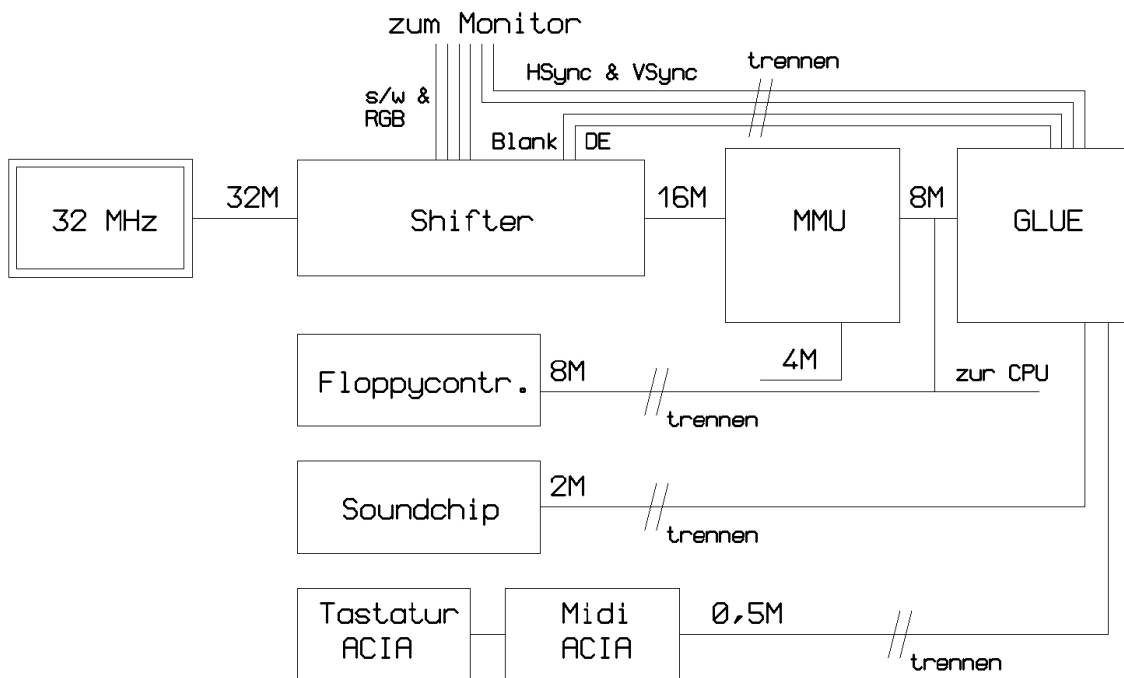 zum Monitor
trennen
HSync & VSync
s/w &
RGB
Blank
DE
32 MHz
32M
Shifter
16M
MMU
8M
GLUE
4M
zur CPU
Floppycontr.
8M
trennen
Soundchip
2M
trennen
Tastatur
ACIA
Midi
ACIA
0,5M
trennen